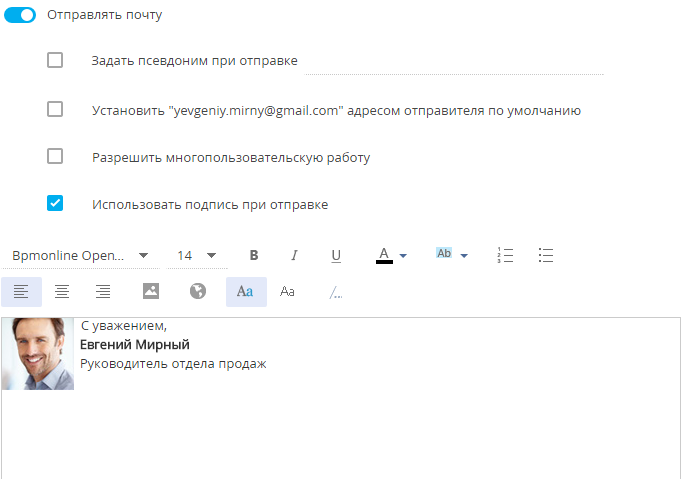 Отправлять почту
Задать псевдоним при отправке
Установить "yevgeniy.mirny@gmail.com" адресом отправителя по умолчанию
Разрешить многопользовательскую работу
Использовать подпись при отправке
Bpmonline Open... 14 B I U A Ab
Aa Aa /...
С уважением,
Евгений Мирный
Руководитель отдела продаж